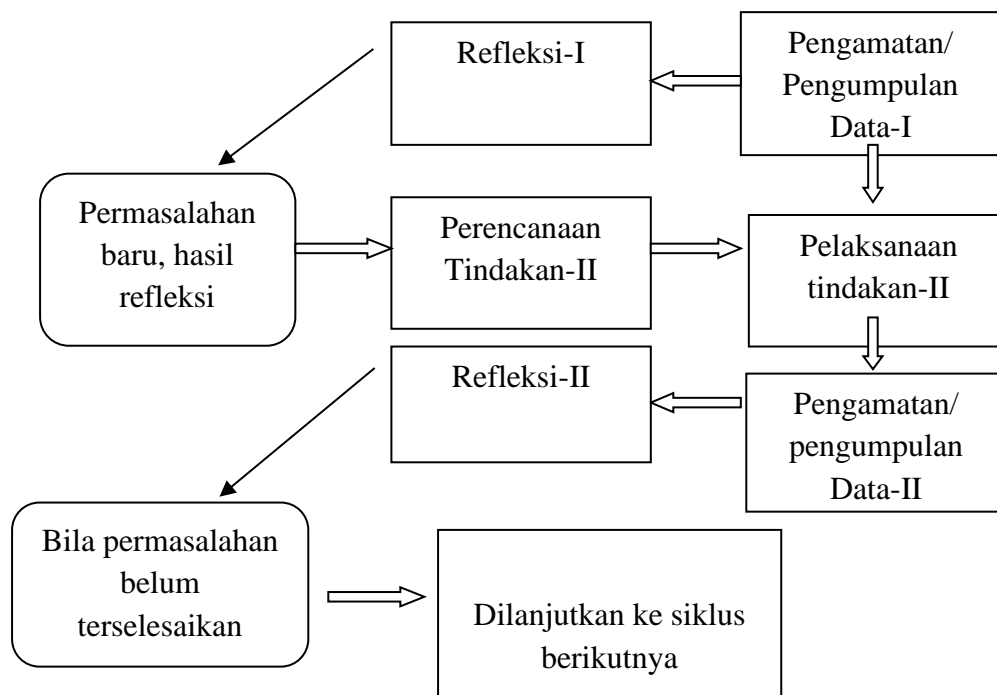 Refleksi-I
Pengamatan/
Pengumpulan
Data-I
Permasalahan
baru, hasil
refleksi
Perencanaan
Tindakan-II
Pelaksanaan
tindakan-II
Refleksi-II
Pengamatan/
pengumpulan
Data-II
Bila permasalahan
belum
terselesaikan
Dilanjutkan ke siklus
berikutnya